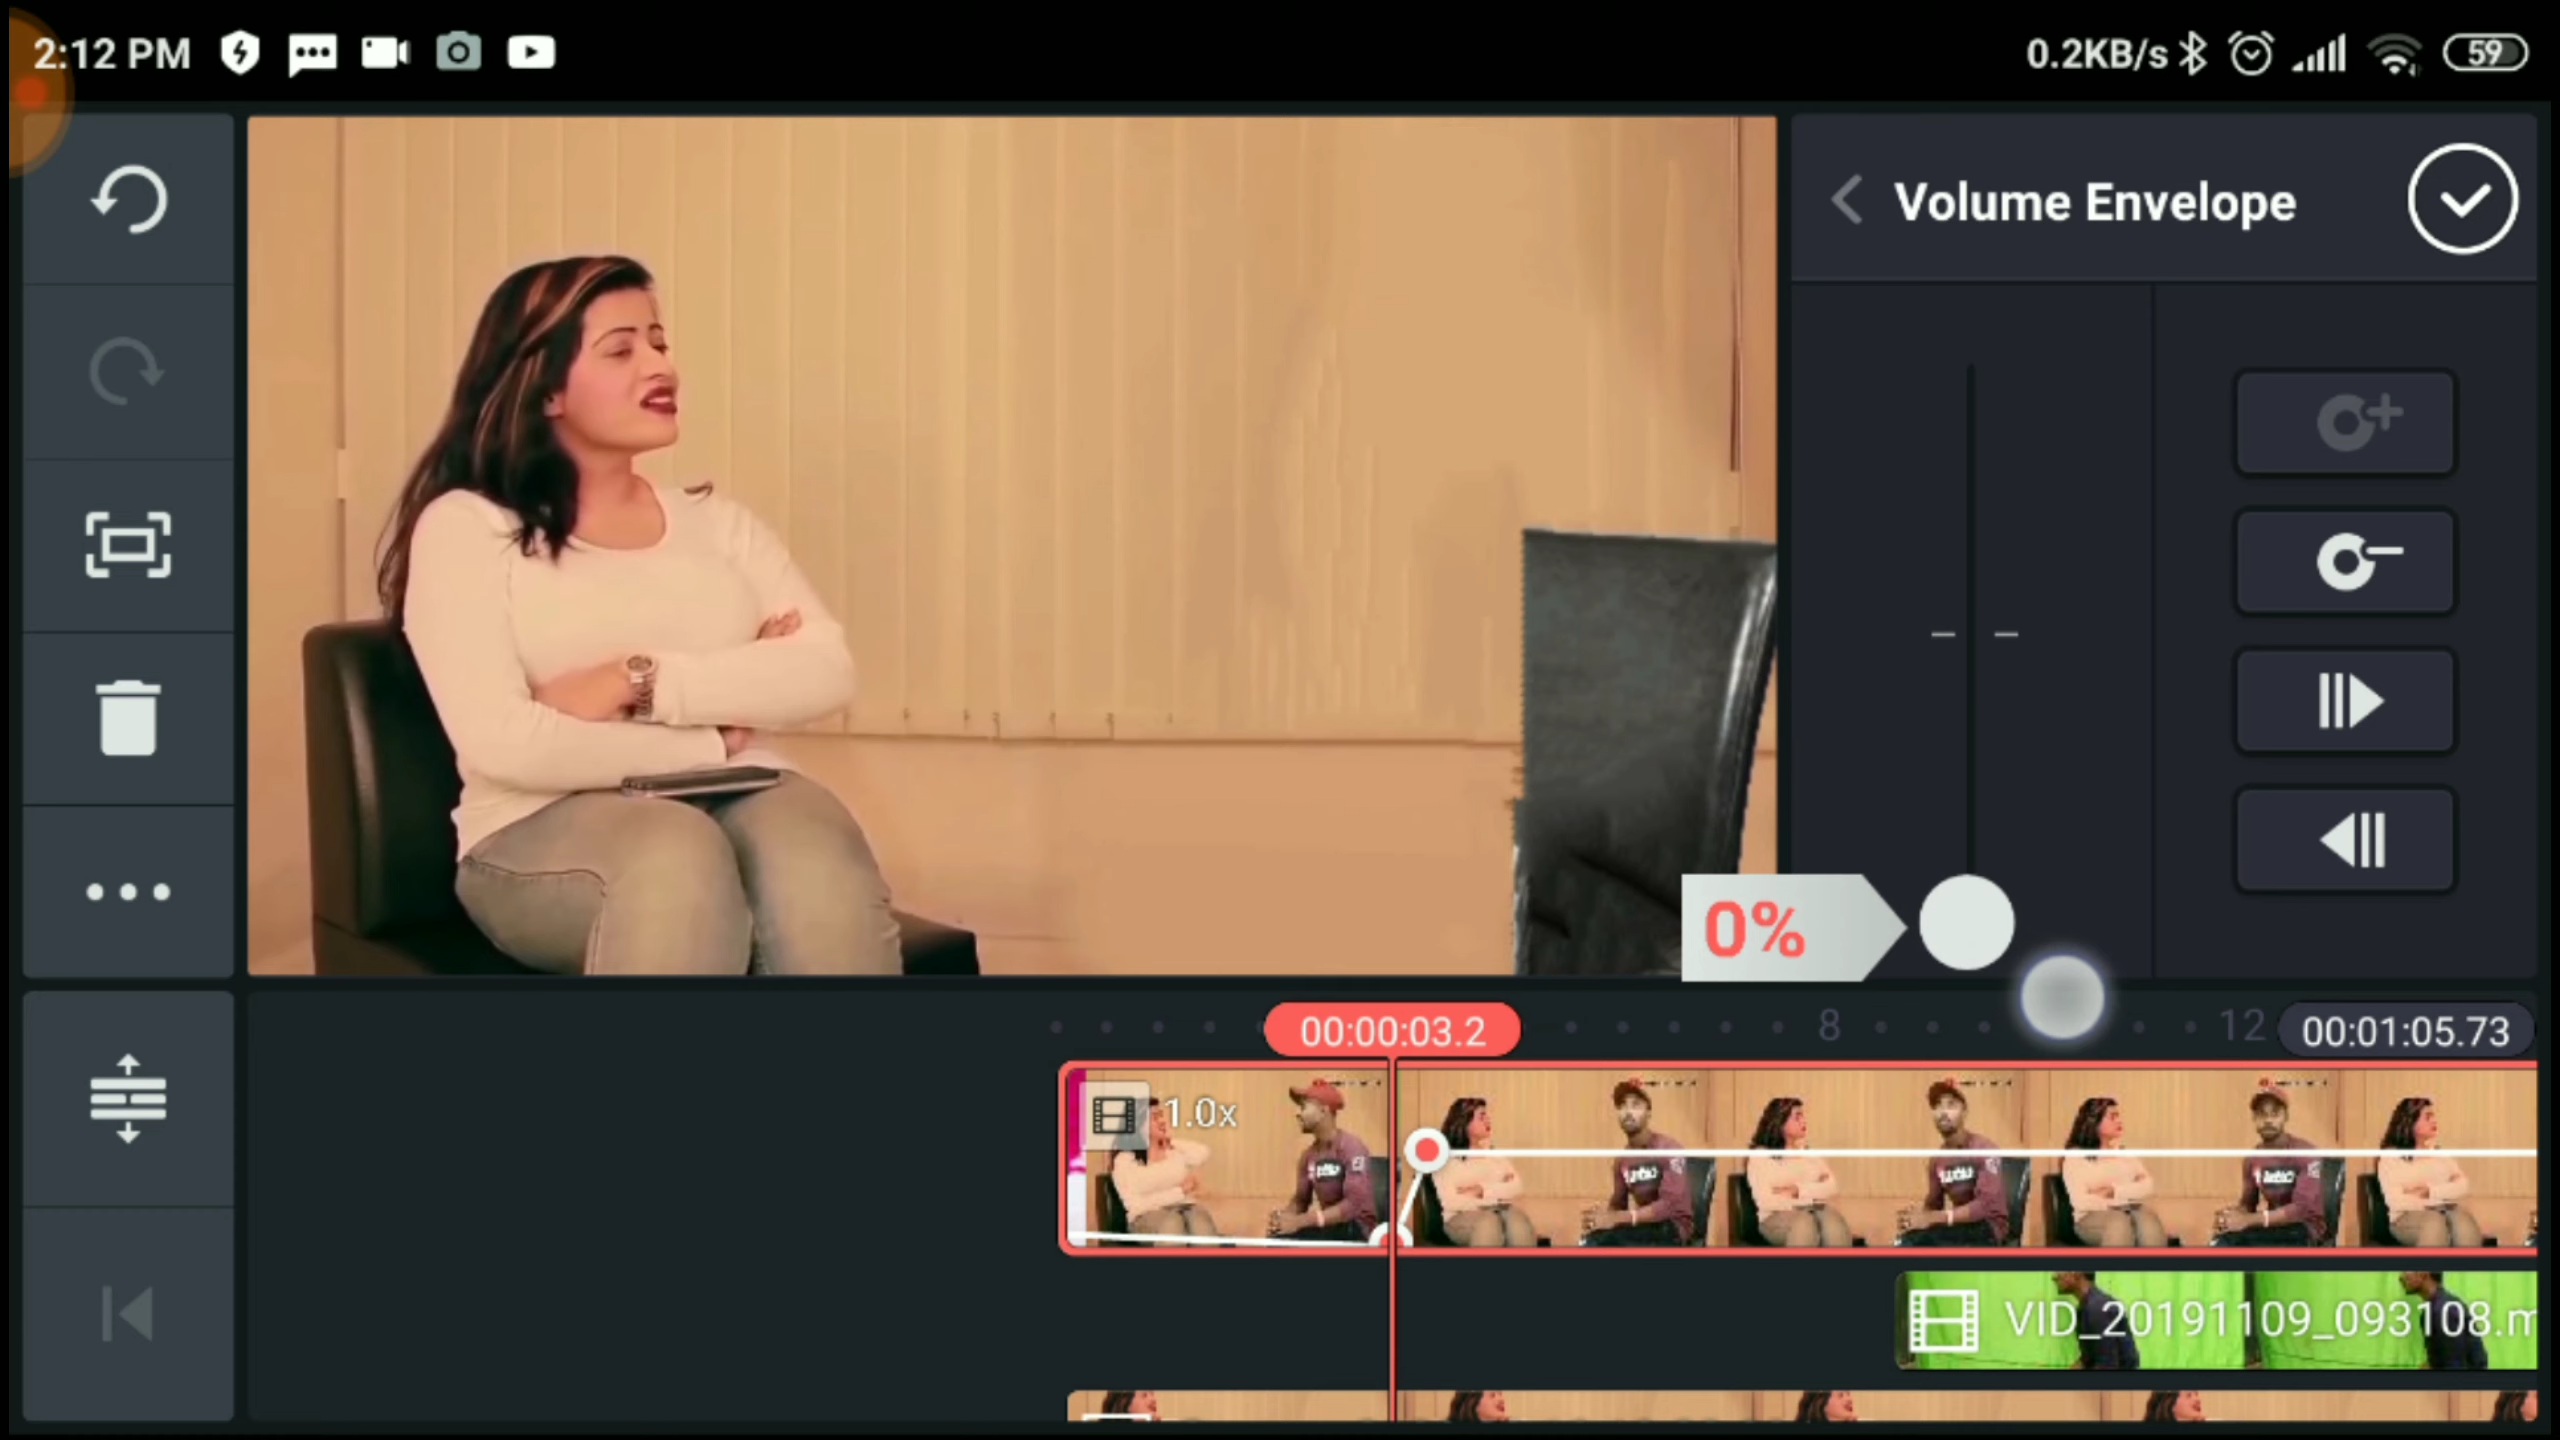 2:12 PM
0.2KB/s
59
Volume Envelope
0%
00:00:03.2
8
12
00:01:05.73
1.0x
VID_20191109_093108.m